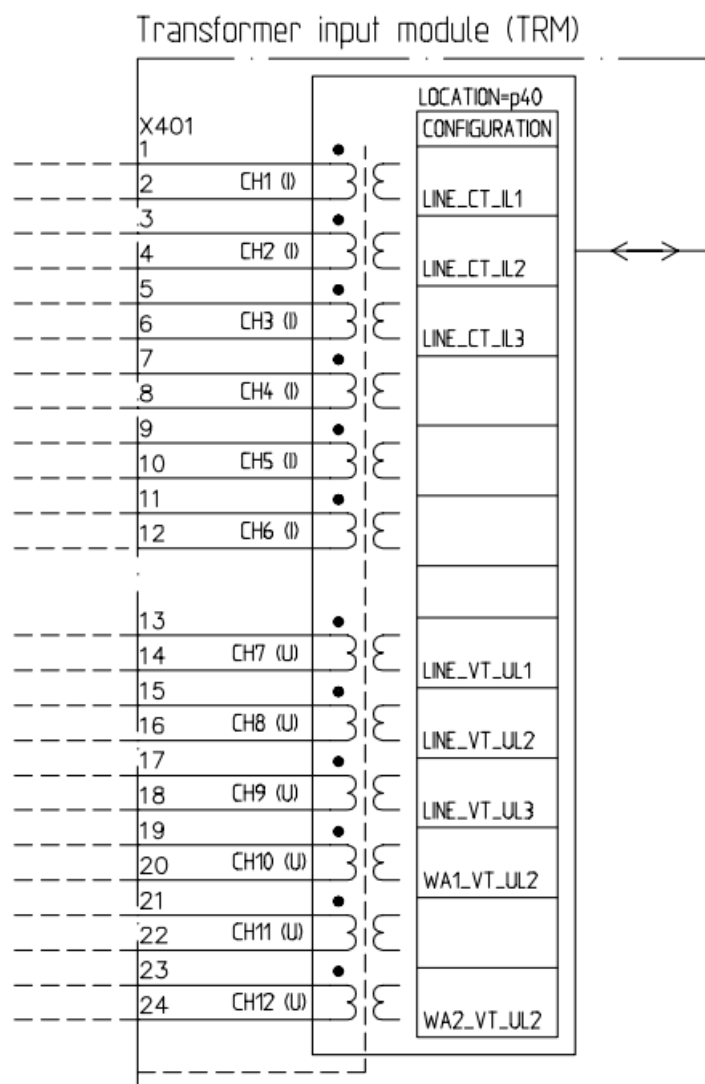 Transformer input module (TRM)
LOCATION=p40
X401
CONFIGURATION
1
2 CH1 (I) LINE_CT_IL1
3
4 CH2 (I) LINE_CT_IL2
5
6 CH3 (I) LINE_CT_IL3
7
8 CH4 (I)
9
10 CH5 (I)
11
12 CH6 (I)
13
14 CH7 (U) LINE_VT_UL1
15
16 CH8 (U) LINE_VT_UL2
17
18 CH9 (U) LINE_VT_UL3
19
20 CH10 (U) WA1_VT_UL2
21
22 CH11 (U)
23
24 CH12 (U) WA2_VT_UL2